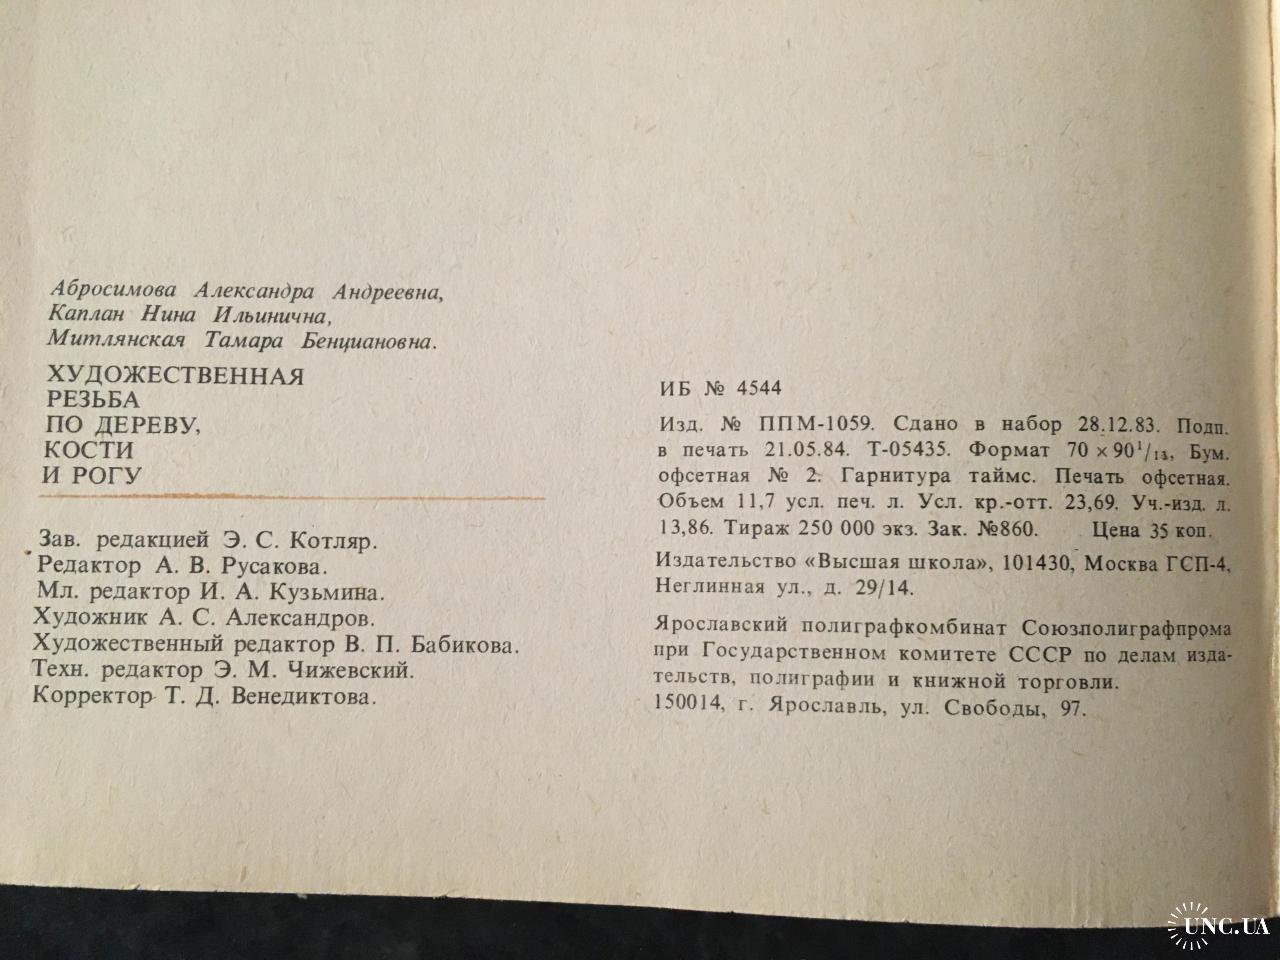 Абросимова Александра Андреевна,
Каплан Нина Ильинична,
Митлянская Тамара Бенциановна.
ХУДОЖЕСТВЕННАЯ
РЕЗЬБА
ПО ДЕРЕВУ,
КОСТИ
И РОГУ
Зав. редакцией Э. С. Котляр.
Редактор А. В. Русакова.
Мл. редактор И. А. Кузьмина.
Художник А. С. Александров.
Художественный редактор В. П. Бабикова.
Техн. редактор Э. М. Чижевский.
Корректор Т. Д. Венедиктова.
ИБ № 4544
Изд. № ППМ-1059. Сдано в набор 28.12.83. Подп.
в печать 21.05.84. Т-05435. Формат Бум.
офсетная № 2. Гарнитура таймс. Печать офсетная.
Объем 11,7 усл. печ. л. Усл. кр.-отт. 23,69. Уч.-изд. л.
13,86. Тираж 250 000 экз. Зак. №860. Цена 35 коп.
Издательство «Высшая школа», 101430, Москва ГСП-4,
Неглинная ул., д. 29/14.
Ярославский полиграфкомбинат Союзполиграфпрома
при Государственном комитете СССР по делам изда-
тельств, полиграфии и книжной торговли.
150014, г. Ярославль, ул. Свободы, 97.
UNC.UA